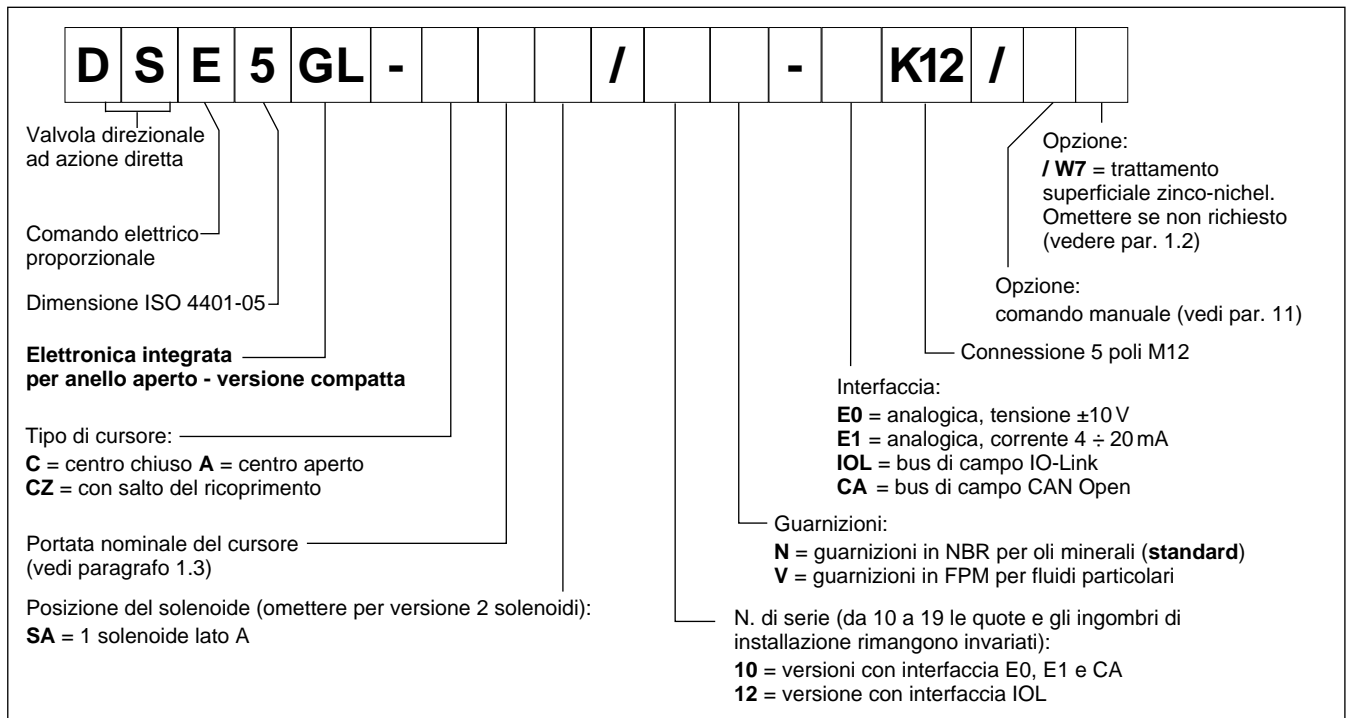 D S E 5 GL - / - K12 /
Valvola direzionale
ad azione diretta
Comando elettrico
proporzionale
Dimensione ISO 4401-05
Elettronica integrata
per anello aperto - versione compatta
Tipo di cursore:
C = centro chiuso A = centro aperto
CZ = con salto del ricoprimento
Portata nominale del cursore
(vedi paragrafo 1.3)
Posizione del solenoide (omettere per versione 2 solenoidi):
SA = 1 solenoide lato A
Opzione:
/ W7 = trattamento
superficiale zinco-nichel.
Omettere se non richiesto
(vedere par. 1.2)
Opzione:
comando manuale (vedi par. 11)
Connessione 5 poli M12
Interfaccia:
E0 = analogica, tensione ±10 V
E1 = analogica, corrente 4 ÷ 20 mA
IOL = bus di campo IO-Link
CA = bus di campo CAN Open
Guarnizioni:
N = guarnizioni in NBR per oli minerali (standard)
V = guarnizioni in FPM per fluidi particolari
N. di serie (da 10 a 19 le quote e gli ingombri di
installazione rimangono invariati):
10 = versioni con interfaccia E0, E1 e CA
12 = versione con interfaccia IOL